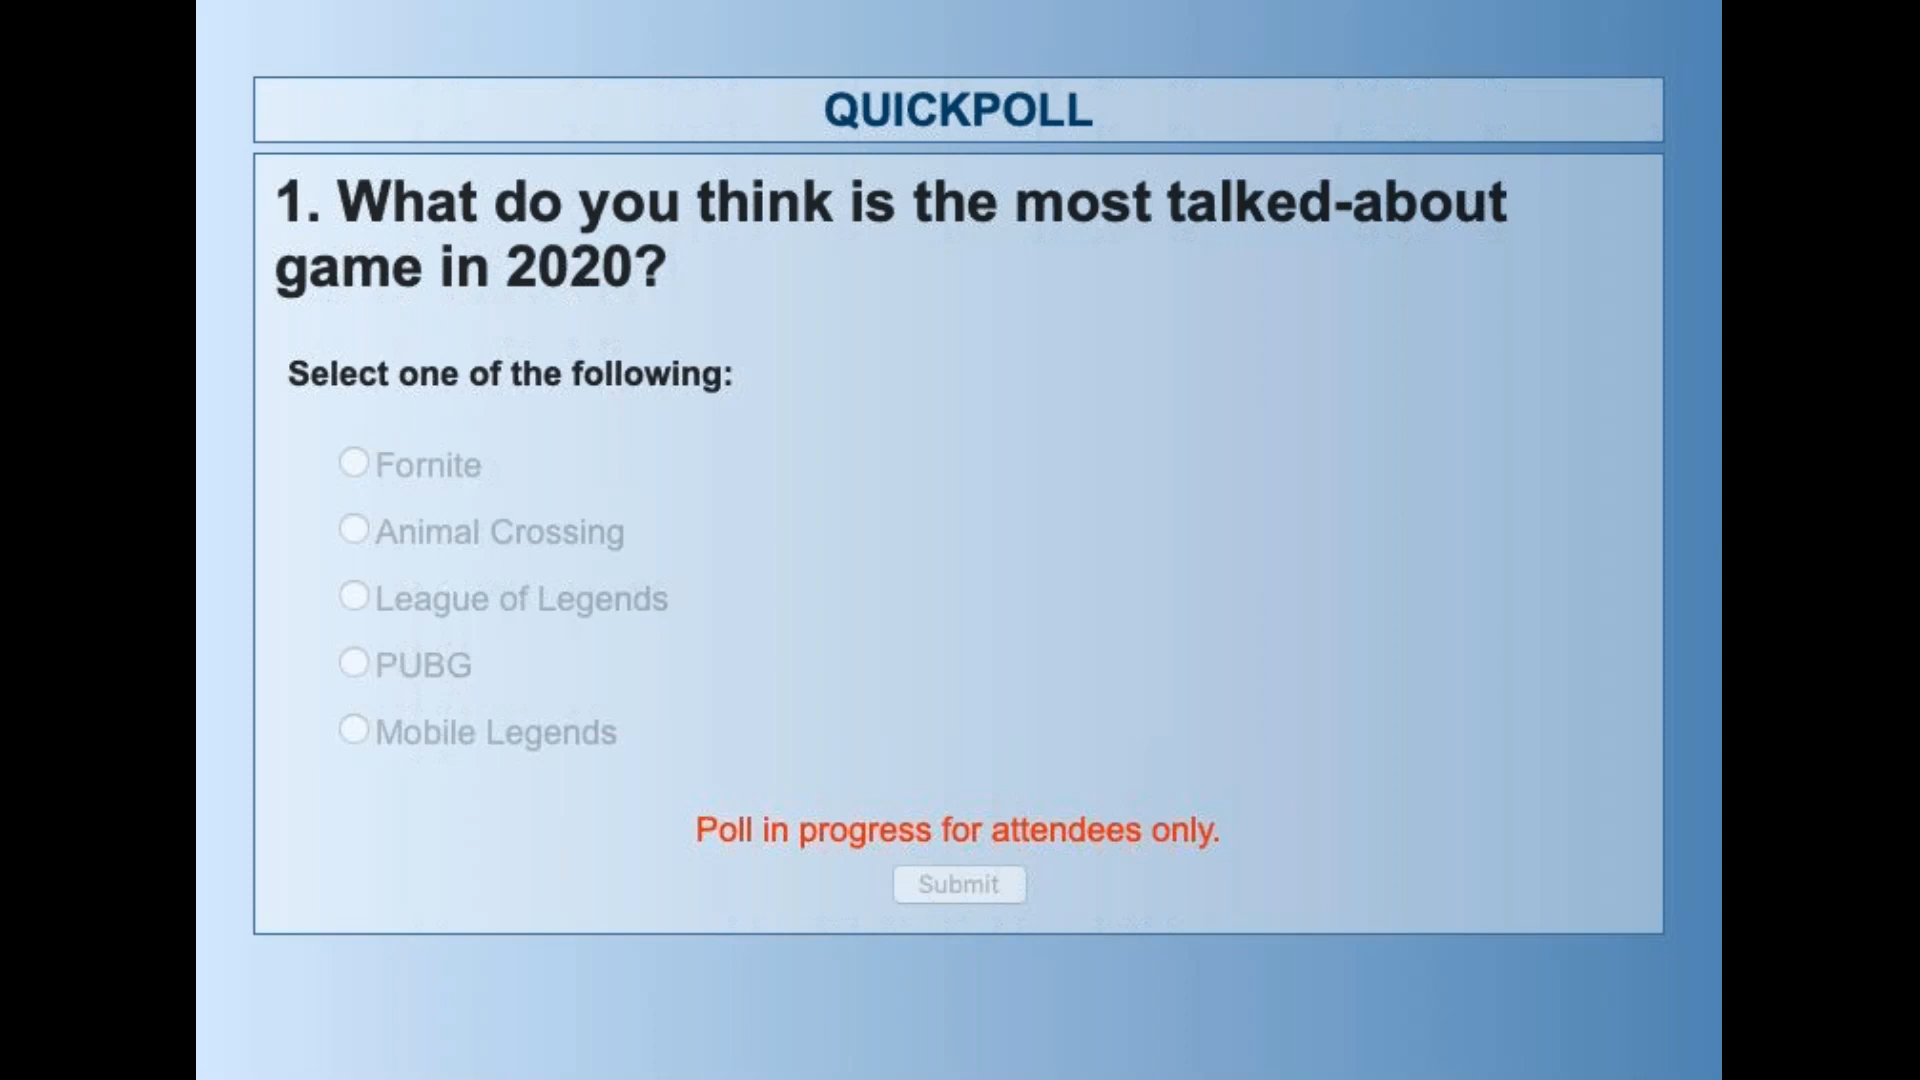 QUICKPOLL
1. What do you think is the most talked-about
game in 2020?
Select one of the following:
Fornite
Animal Crossing
League of Legends
PUBG
Mobile Legends
Poll in progress for attendees only.
Submit